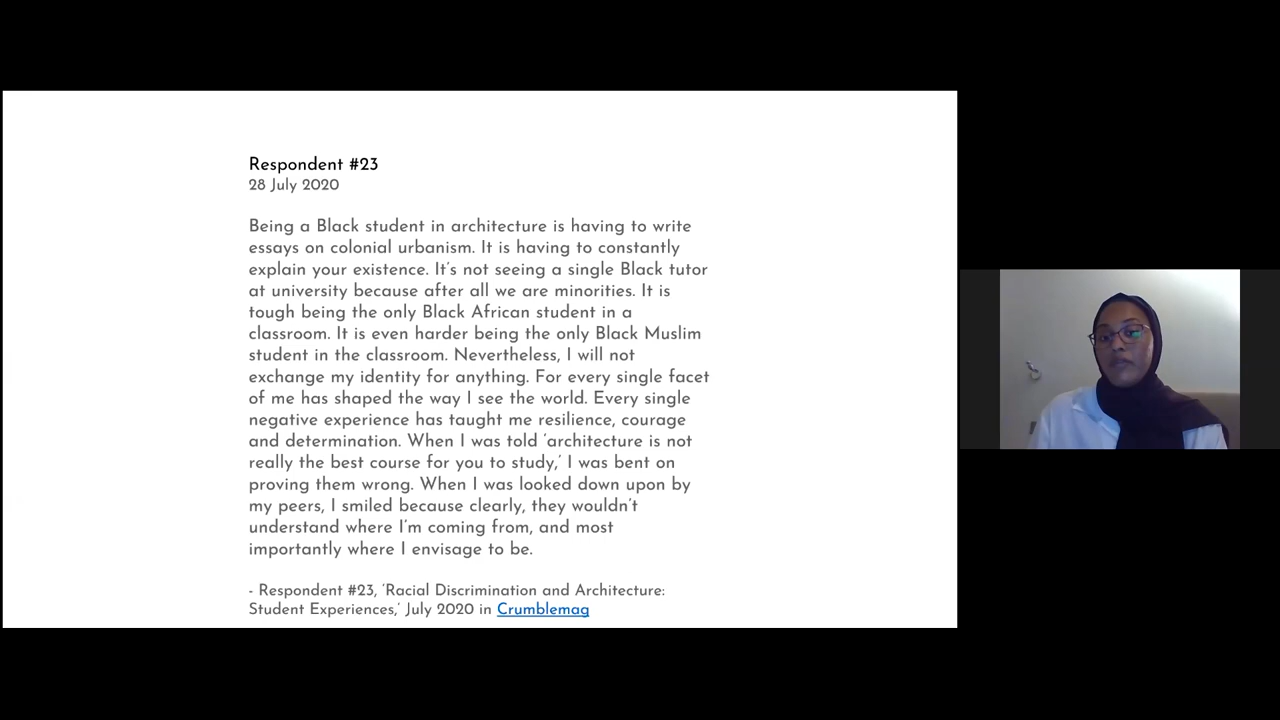 Respondent #23
28 July 2020
Being a Black student in architecture is having to write
essays on colonial urbanism. It is having to constantly
explain your existence. It's not seeing a single Black tutor
at university because after all we are minorities. It is
tough being the only Black African student in a
classroom. It is even harder being the only Black Muslim
student in the classroom. Nevertheless, I will not
exchange my identity for anything. For every single facet
of me has shaped the way I see the world. Every single
negative experience has taught me resilience, courage
and determination. When I was told ‘architecture is not
really the best course for you to study,’ I was bent on
proving them wrong. When I was looked down upon by
my peers, I smiled because clearly, they wouldn’t
understand where I’m coming from, and most
importantly where I envisage to be.
- Respondent #23, ‘Racial Discrimination and Architecture:
Student Experiences,’ July 2020 in Crumblemag